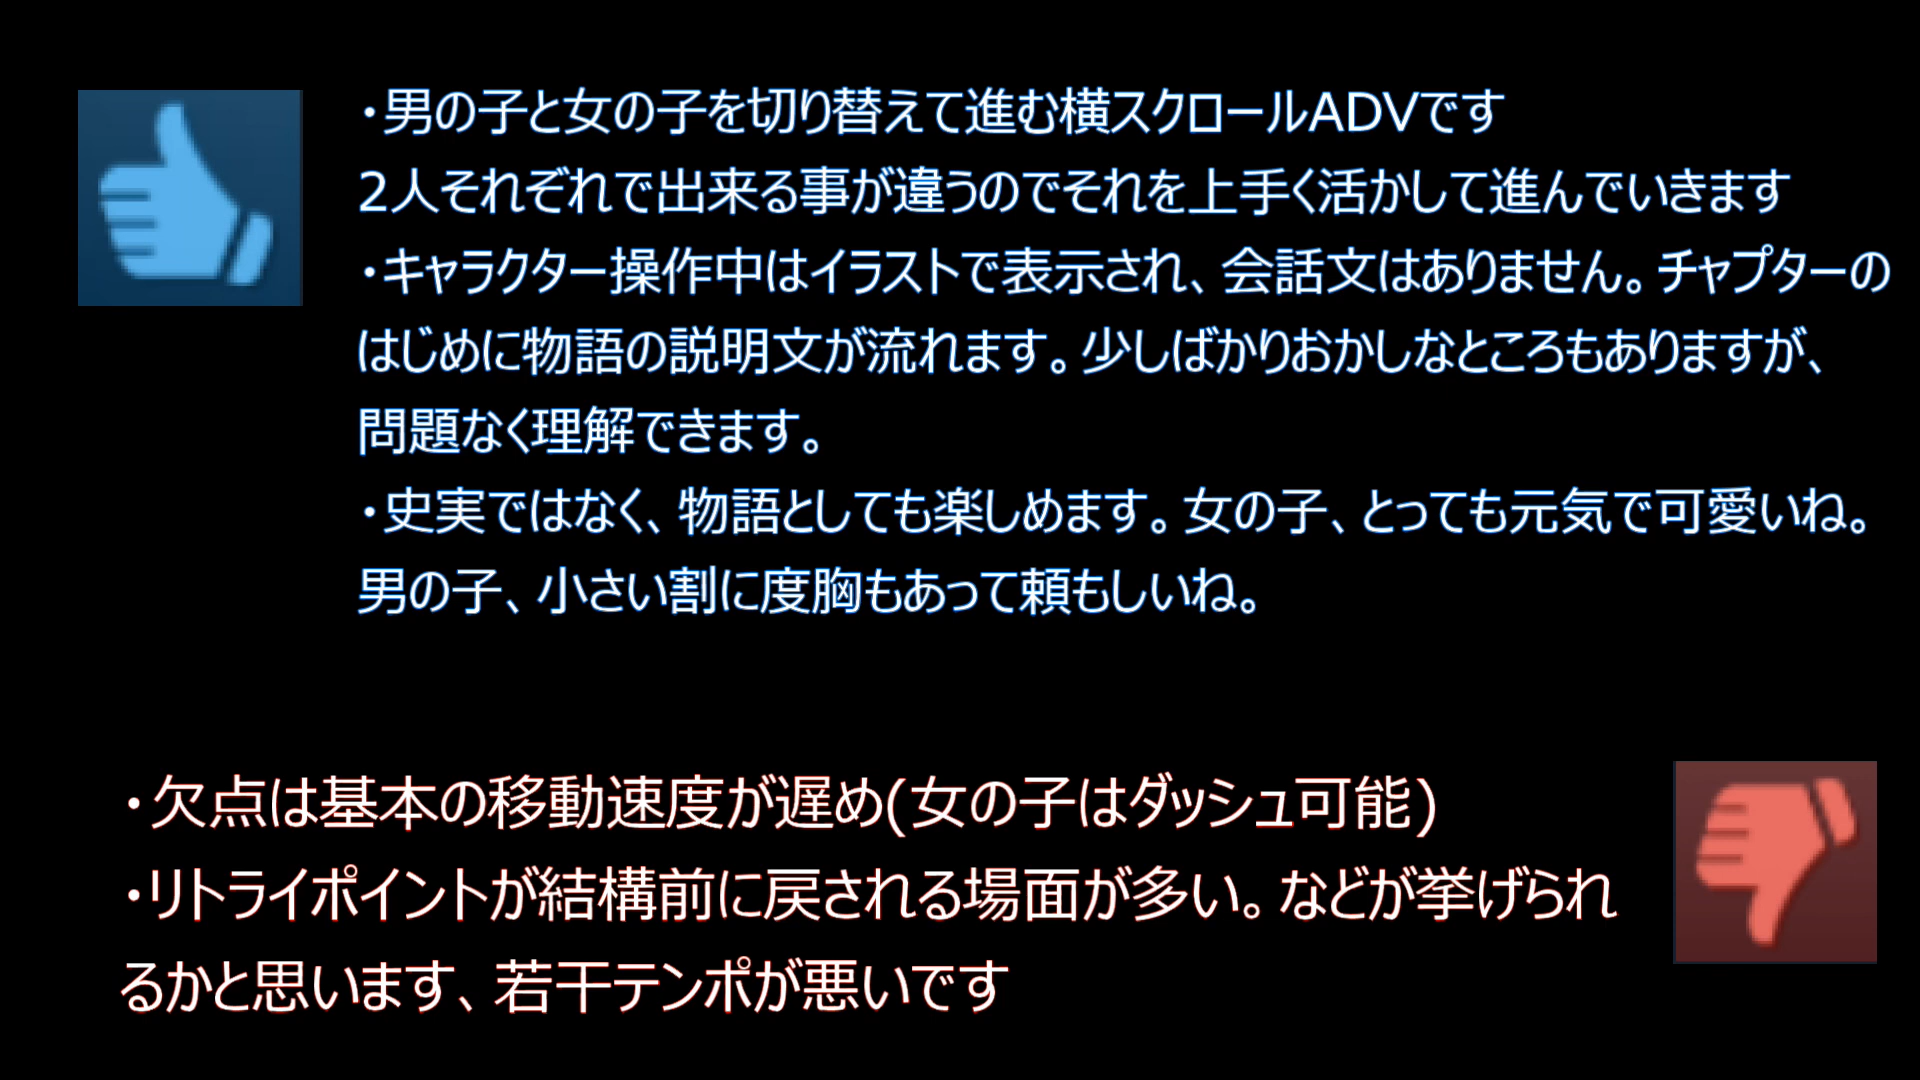 ・男の子と女の子を切り替えて進む横スクロールADVです
2人それぞれで出来る事が違うのでそれを上手く活かして進んでいきます
・キャラクター操作中はイラストで表示され、会話文はありません。チャプターの
はじめに物語の説明文が流れます。少しばかりおかしなところもありますが、
問題なく理解できます。
・史実ではなく、物語としても楽しめます。女の子、とっても元気で可愛いね。
男の子、小さい割に度胸もあって頼もしいね。
・欠点は基本の移動速度が遅め(女の子はダッシュ可能)
・リトライポイントが結構前に戻される場面が多い。などが挙げられ
るかと思います、若干テンポが悪いです